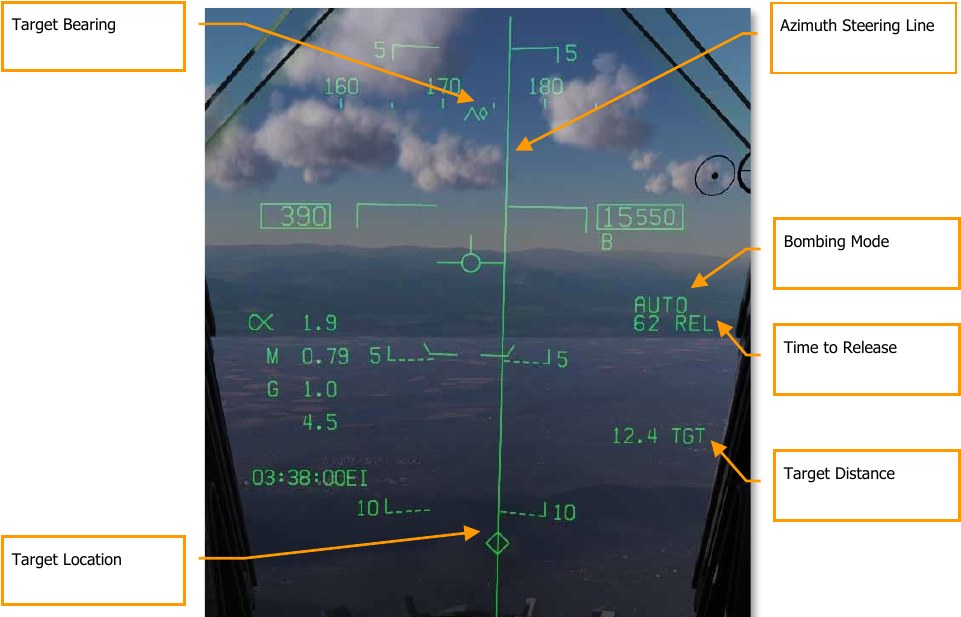 Target Bearing
Azimuth Steering Line
5 5
160 170 180
390 15550
B
Bombing Mode
AUTO
62 REL
α 1.9
Time to Release
M 0.79
5 5
G 1.0
4.5
12.4 TGT
Target Distance
03:38:00EI
10 10
Target Location